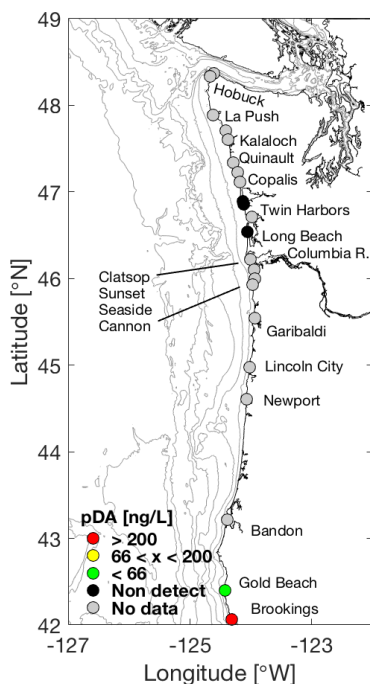 49
48
47
46
45
44
43
42
Latitude [°N]
Hobuck
La Push
Kalaloch
Quinault
Copalis
Twin Harbors
Long Beach
Columbia R.
Clatsop
Sunset
Seaside
Cannon
Garibaldi
Lincoln City
Newport
Bandon
Gold Beach
Brookings
pDA [ng/L]
> 200
66 < x < 200
< 66
Non detect
No data
-127 -125 -123
Longitude [°W]